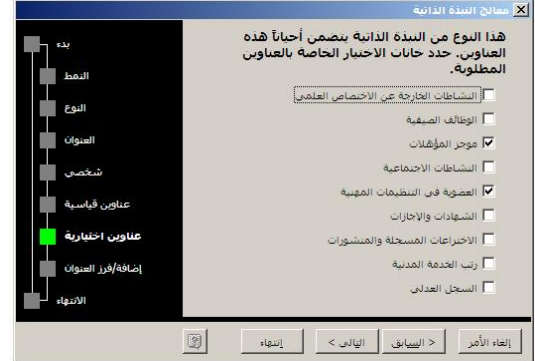 معالج النبذة الذاتية
هذا النوع من النبذة الذاتية يتضمن أحياناً هذه
العناوين. حدد خانات الاختيار الخاصة بالعناوين
المطلوبة.
النشاطات الخارجة عن الاختصاص العلمي
الوظائف الصيفية
موجز المؤهلات
النشاطات الاجتماعية
العضوية في التنظيمات المهنية
الشهادات والإجازات
الاختراعات المسجلة والمنشورات
رتب الخدمة المدنية
السجل العدلي
بدء
النمط
النوع
العنوان
شخصي
عناوين قياسية
عناوين اختيارية
إضافة/فرز العنوان
الانتهاء
إلغاء الأمر
< السابق
التالي >
إنتهاء